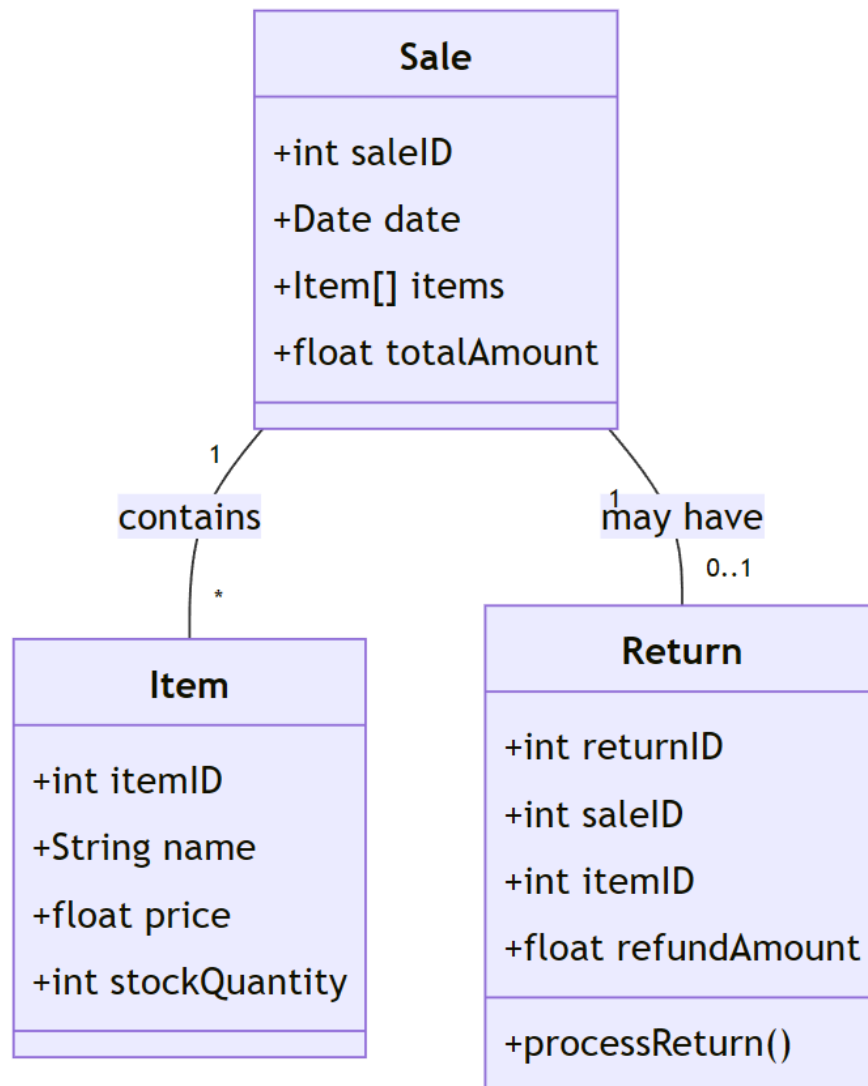 Sale
+int saleID
+Date date
+Item[] items
+float totalAmount
1
contains
*
1
may have
0..1
Item
+int itemID
+String name
+float price
+int stockQuantity
Return
+int returnID
+int saleID
+int itemID
+float refundAmount
+processReturn()